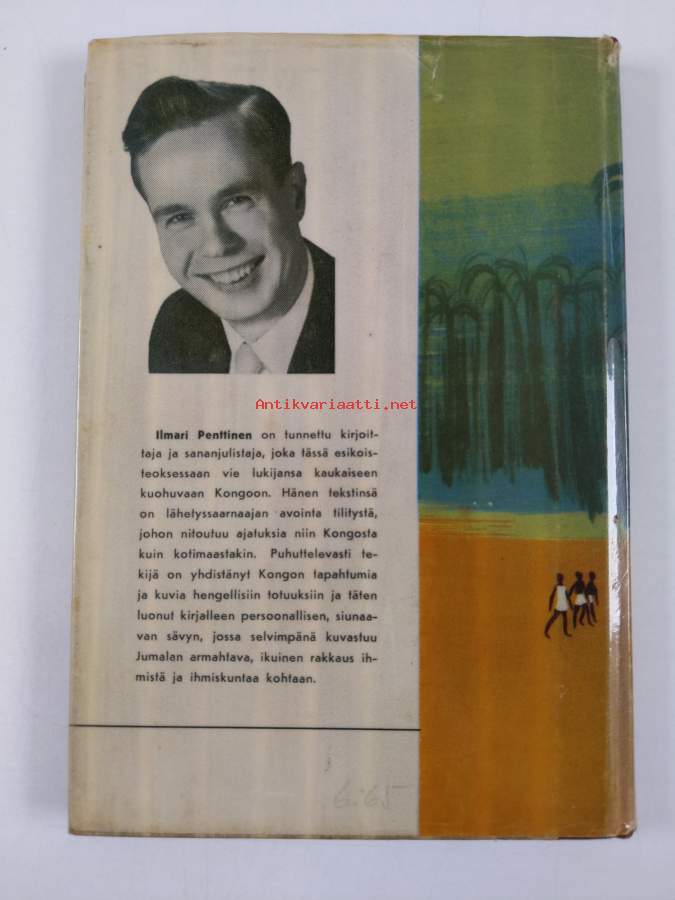 Antikvariaatti.net
Ilmari Penttinen on tunnettu kirjoit-
taja ja sananjulistaja, joka tässä esikois-
teoksessaan vie lukijansa kaukaiseen
kuohuvaan Kongoon. Hänen tekstinsä
on lähetyssaarnaajan avointa tilitystä,
johon nitoutuu ajatuksia niin Kongosta
kuin kotimaastakin. Puhuttelevasti te-
kijä on yhdistänyt Kongon tapahtumia
ja kuvia hengellisiin totuuksiin ja täten
luonut kirjalleen persoonallisen, siunaa-
van sävyn, jossa selvimpänä kuvastuu
Jumalan armahtava, ikuinen rakkaus ih-
mistä ja ihmiskuntaa kohtaan.
6:65